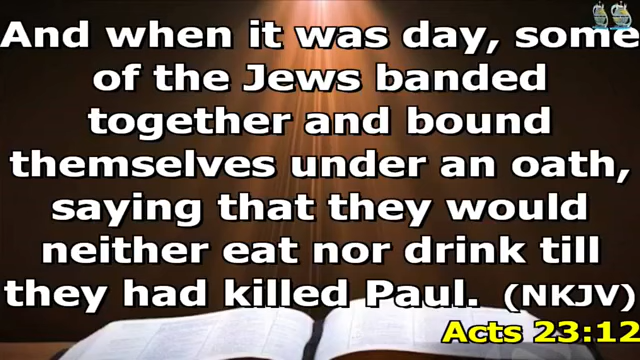 And when it was day, some
of the Jews banded
together and bound
themselves under an oath,
saying that they would
neither eat nor drink till
they had killed Paul. (NKJV)
Acts 23:12